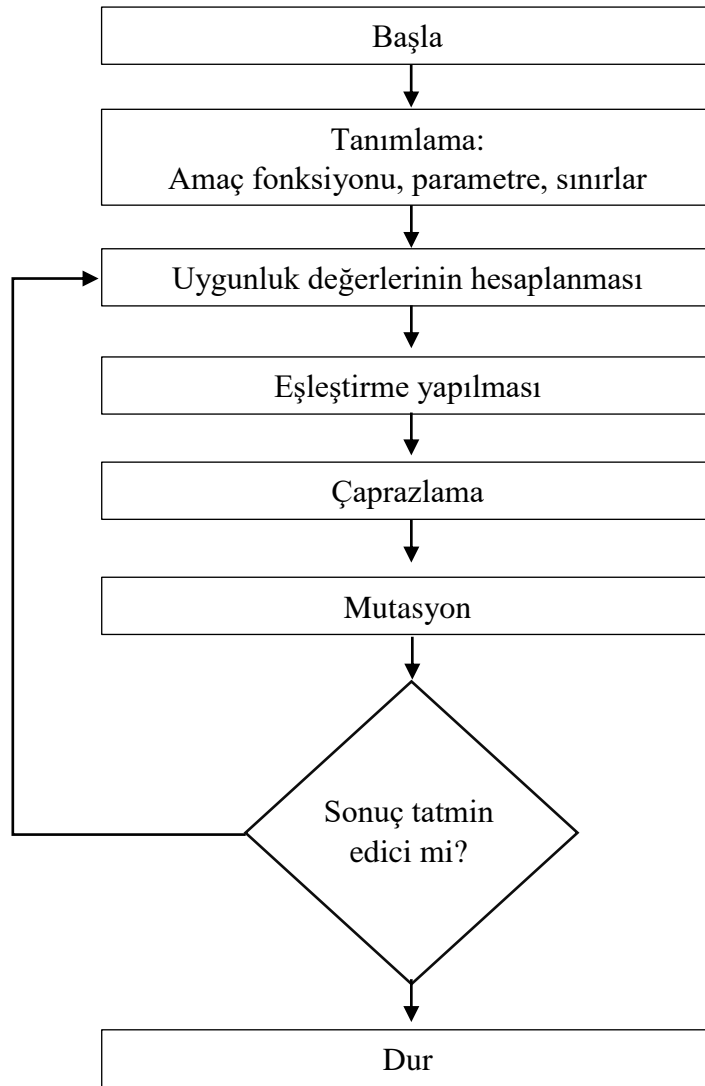 Başla
Tanımlama:
Amaç fonksiyonu, parametre, sınırlar
Uygunluk değerlerinin hesaplanması
Eşleştirme yapılması
Çaprazlama
Mutasyon
Sonuç tatmin
edici mi?
Dur